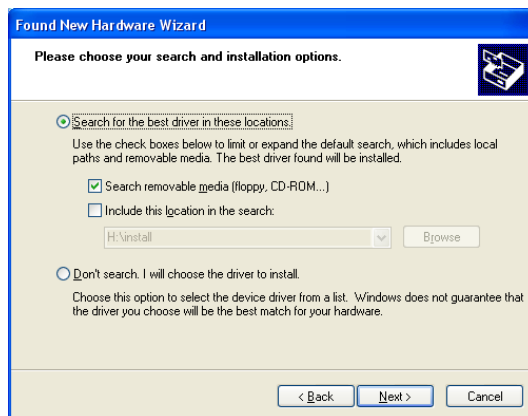 Found New Hardware Wizard
Please choose your search and installation options.
Search for the best driver in these locations.
Use the check boxes below to limit or expand the default search, which includes local
paths and removable media. The best driver found will be installed.
Search removable media (floppy, CD-ROM...)
Include this location in the search:
H:\install
Browse
Don't search. I will choose the driver to install.
Choose this option to select the device driver from a list. Windows does not guarantee that
the driver you choose will be the best match for your hardware.
< Back Next > Cancel